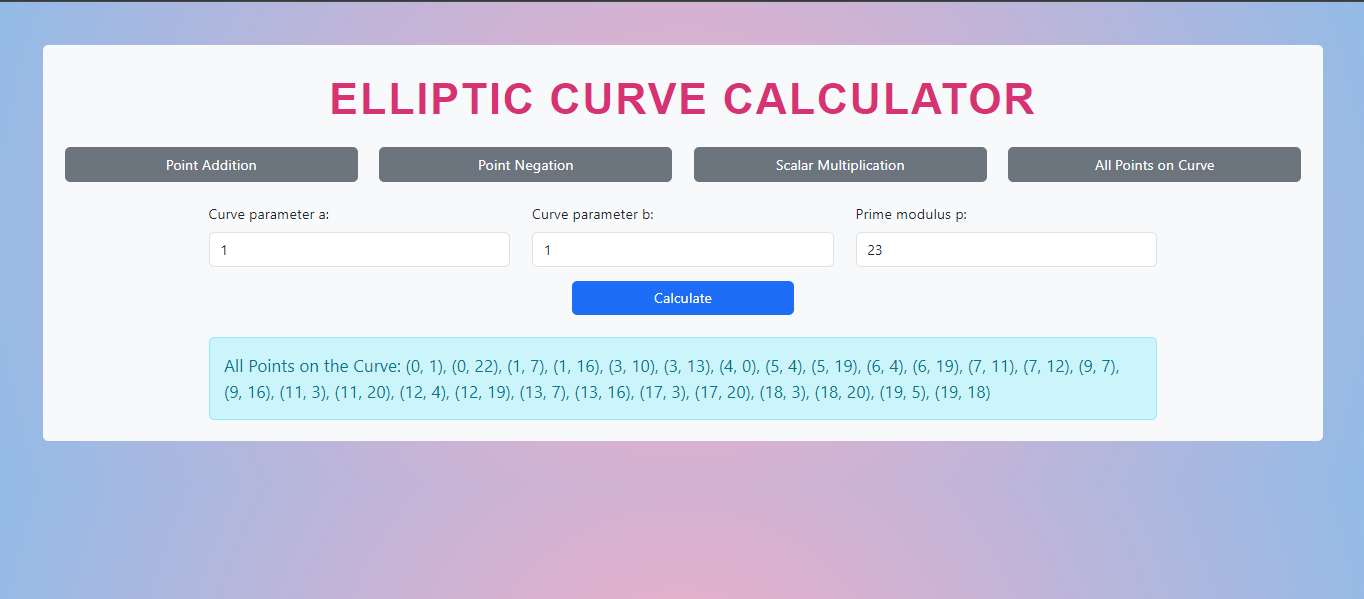 ELLIPTIC CURVE CALCULATOR
Point Addition
Point Negation
Scalar Multiplication
All Points on Curve
Curve parameter a:
Curve parameter b:
Prime modulus p:
1
1
23
Calculate
All Points on the Curve: (0, 1), (0, 22), (1, 7), (1, 16), (3, 10), (3, 13), (4, 0), (5, 4), (5, 19), (6, 4), (6, 19), (7, 11), (7, 12), (9, 7),
(9, 16), (11, 3), (11, 20), (12, 4), (12, 19), (13, 7), (13, 16), (17, 3), (17, 20), (18, 3), (18, 20), (19, 5), (19, 18)